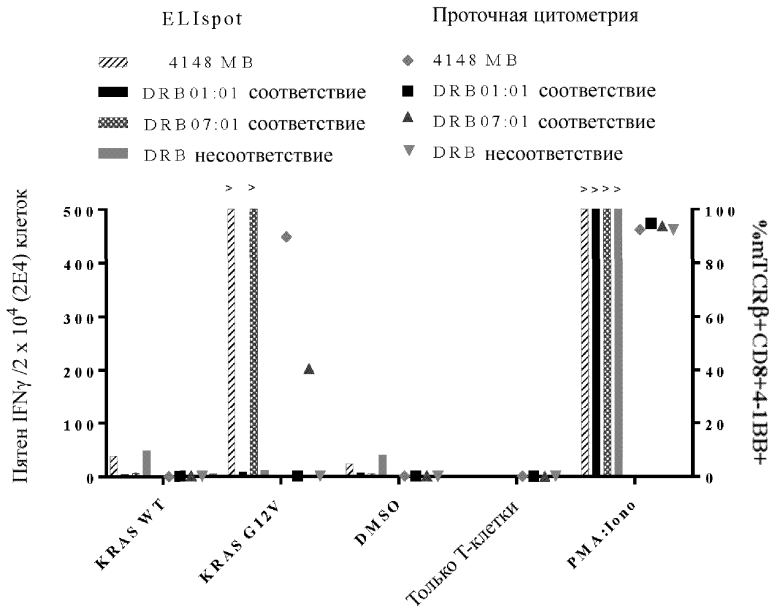 ELIspot
4148 MB
DRB01:01 соответствие
DRB07:01 соответствие
DRB несоответствие
Проточная цитометрия
4148 MB
DRB01:01 соответствие
DRB07:01 соответствие
DRB несоответствие
Пятен IFNγ /2 x 10⁴ (2E4) клеток
500
400
300
200
100
0
> >
> > > >
100
80
60
40
20
0
%mTCRβ+CD8+4-1BB+
KRAS WT
KRAS G12V
DMSO
Только Т-клетки
PMA:Iono